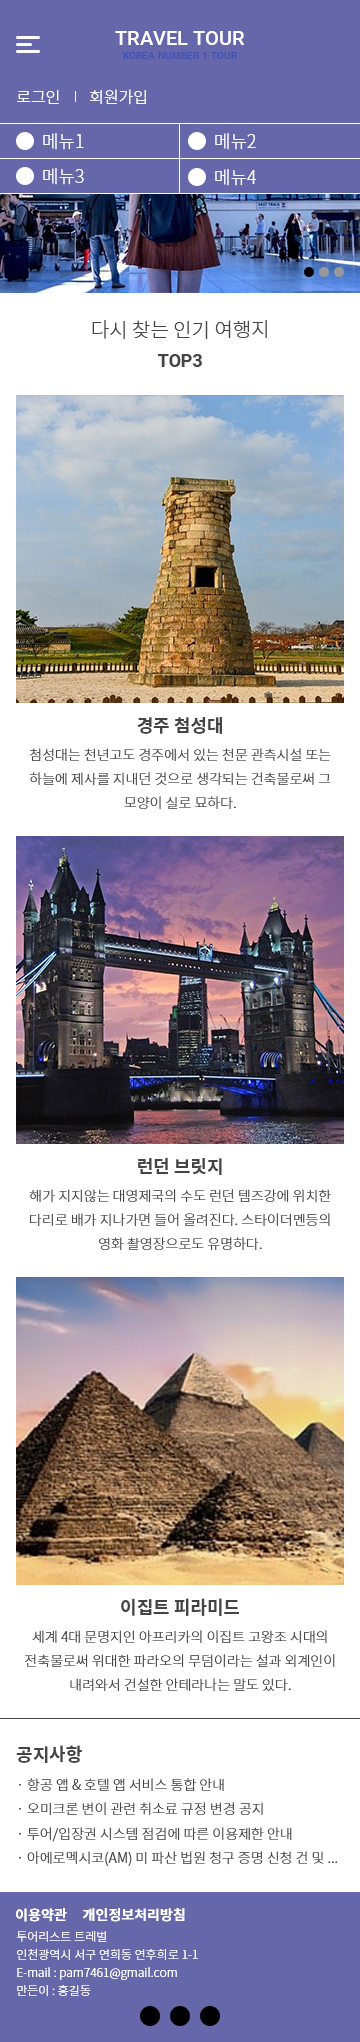 TRAVEL TOUR
KOREA NUMBER 1 TOUR
로그인 | 회원가입
메뉴1 메뉴2
메뉴3 메뉴4
다시 찾는 인기 여행지
TOP3
경주 첨성대
첨성대는 천년고도 경주에서 있는 천문 관측시설 또는
하늘에 제사를 지내던 것으로 생각되는 건축물로써 그
모양이 실로 묘하다.
런던 브릿지
해가 지지않는 대영제국의 수도 런던 템즈강에 위치한
다리로 배가 지나가면 들어 올려진다. 스타이더멘등의
영화 촬영장으로도 유명하다.
이집트 피라미드
세계 4대 문명지인 아프리카의 이집트 고왕조 시대의
전축물로써 위대한 파라오의 무덤이라는 설과 외계인이
내려와서 건설한 안테라나는 말도 있다.
공지사항
· 항공 앱 & 호텔 앱 서비스 통합 안내
· 오미크론 변이 관련 취소료 규정 변경 공지
· 투어/입장권 시스템 점검에 따른 이용제한 안내
· 아에로멕시코(AM) 미 파산 법원 청구 증명 신청 건 및 ...
이용약관 개인정보처리방침
투어리스트 트레벌
인천광역시 서구 연희동 연후희로 1-1
E-mail : pam7461@gmail.com
만든이 : 홍길동